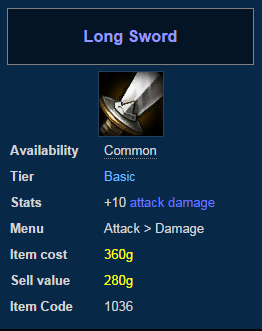 Long Sword
Availability Common
Tier Basic
Stats +10 attack damage
Menu Attack > Damage
Item cost 360g
Sell value 280g
Item Code 1036